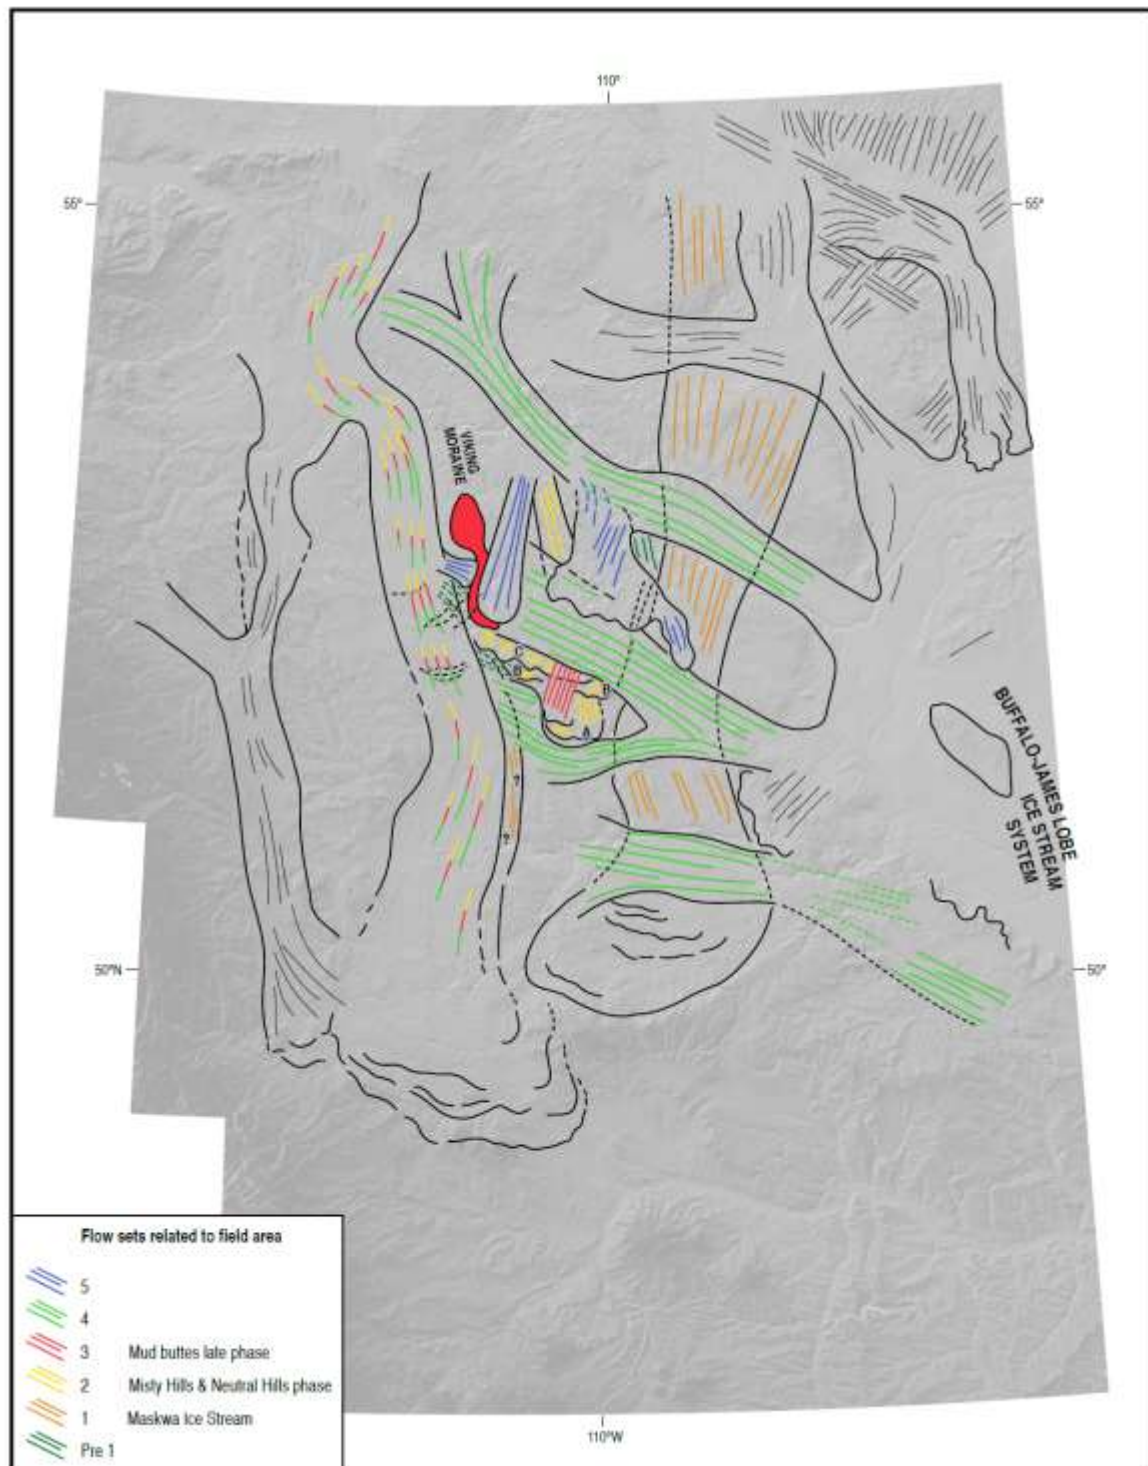 110°
55°
55°
VIKING
MORAINE
C
B
B
A
?
?
BUFFALO-JAMES LOBE
ICE STREAM
SYSTEM
50°N
50°
110°W
Flow sets related to field area
5
4
3 Mud buttes late phase
2 Misty Hills & Neutral Hills phase
1 Maskwa Ice Stream
Pre 1